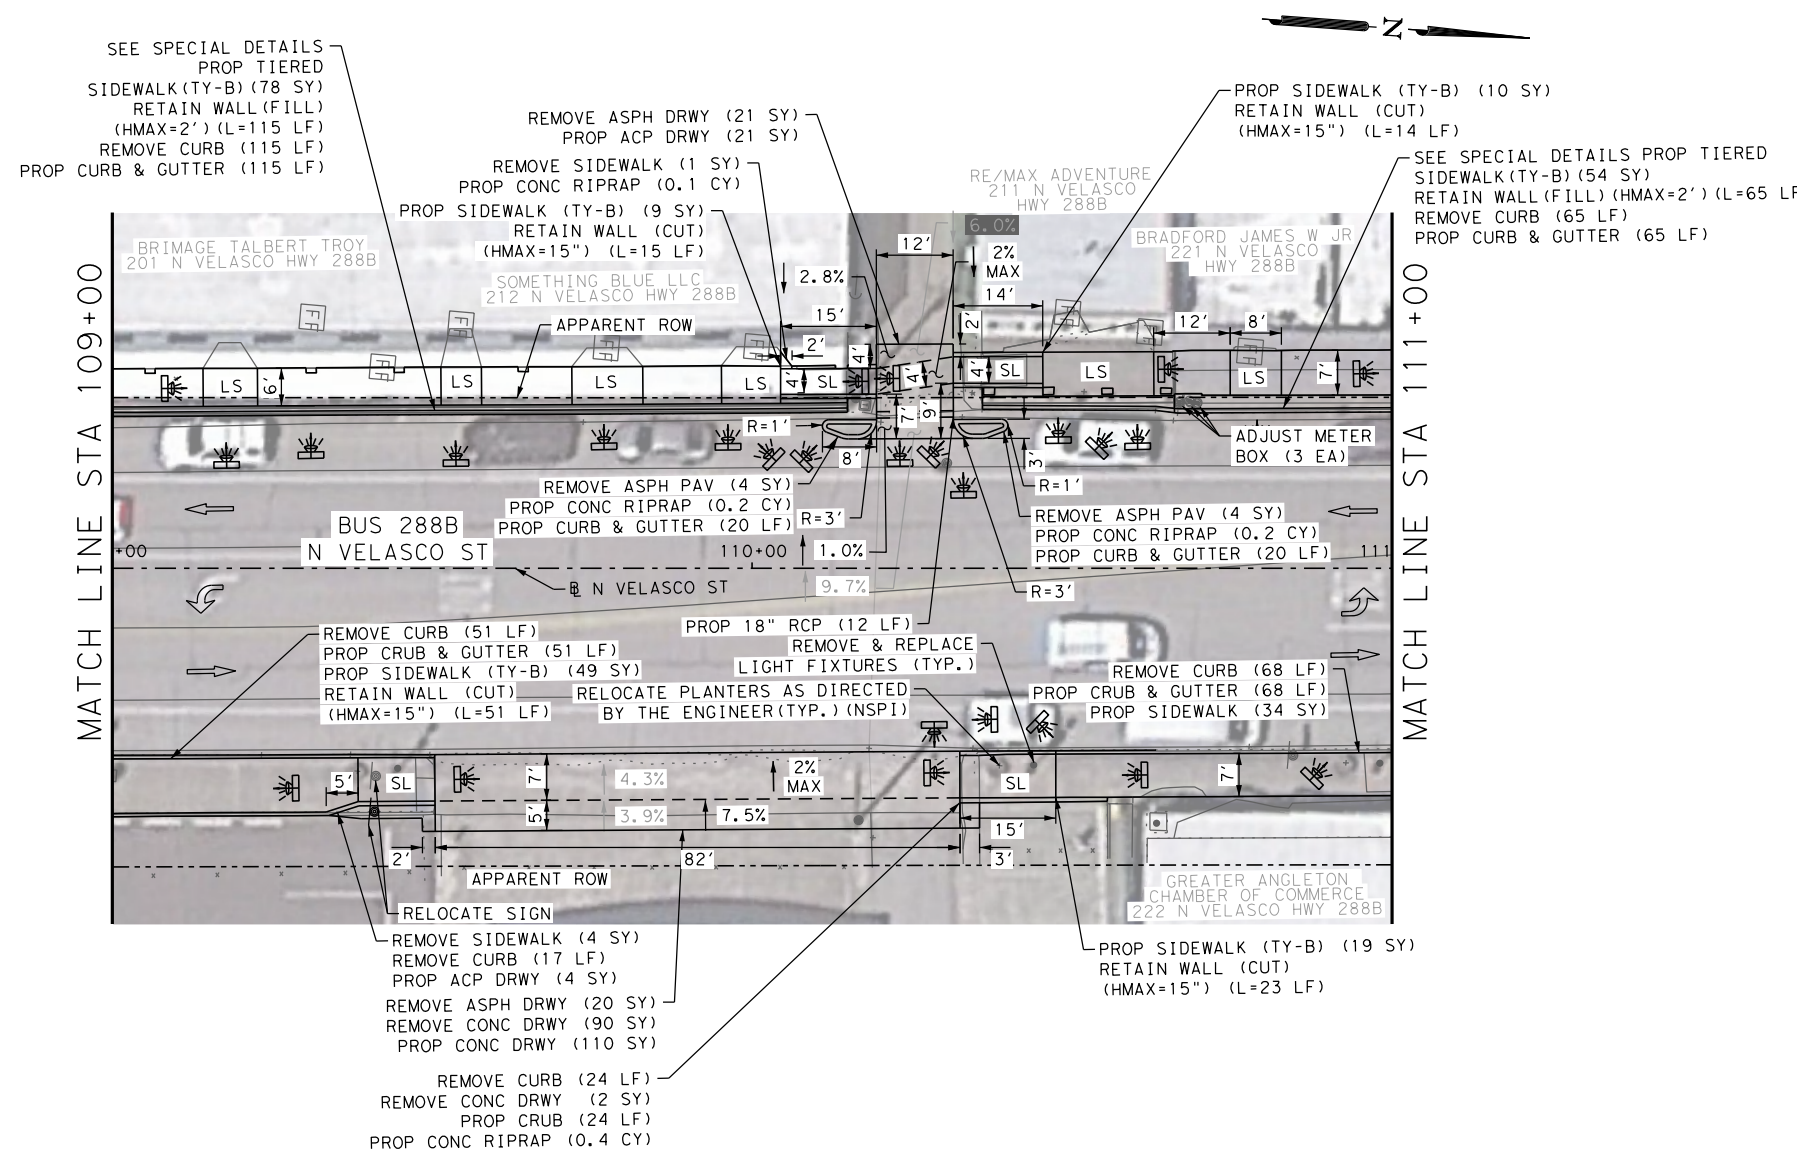 N
SEE SPECIAL DETAILS
PROP TIERED
SIDEWALK(TY-B)(78 SY)
RETAIN WALL(FILL)
(HMAX=2')(L=115 LF)
REMOVE CURB (115 LF)
PROP CURB & GUTTER (115 LF)
REMOVE ASPH DRWY (21 SY)
PROP ACP DRWY (21 SY)
REMOVE SIDEWALK (1 SY)
PROP CONC RIPRAP (0.1 CY)
PROP SIDEWALK (TY-B) (9 SY)
RETAIN WALL (CUT)
(HMAX=15") (L=15 LF)
PROP SIDEWALK (TY-B) (10 SY)
RETAIN WALL (CUT)
(HMAX=15") (L=14 LF)
SEE SPECIAL DETAILS PROP TIERED
SIDEWALK(TY-B)(54 SY)
RETAIN WALL(FILL)(HMAX=2')(L=65 LF
REMOVE CURB (65 LF)
PROP CURB & GUTTER (65 LF)
RE/MAX ADVENTURE
211 N VELASCO
HWY 288B
BRIMAGE TALBERT TROY
201 N VELASCO HWY 288B
SOMETHING BLUE LLC
212 N VELASCO HWY 288B
BRADFORD JAMES W JR
221 N VELASCO
HWY 288B
MATCH LINE STA 109+00
MATCH LINE STA 111+00
6.0%
12'
2%
MAX
2.8%
14'
15'
2'
12'
8'
APPARENT ROW
FF
FF
FF
FF
FF
FF
FF
FF
2'
4'
LS
6'
LS
LS
LS
4'
SL
4'
4'
SL
LS
LS
7'
7'
9'
R=1'
8'
3'
ADJUST METER
BOX (3 EA)
R=1'
REMOVE ASPH PAV (4 SY)
PROP CONC RIPRAP (0.2 CY)
PROP CURB & GUTTER (20 LF)
R=3'
REMOVE ASPH PAV (4 SY)
PROP CONC RIPRAP (0.2 CY)
PROP CURB & GUTTER (20 LF)
BUS 288B
N VELASCO ST
+00
110+00
1.0%
111
9.7%
R=3'
℄ N VELASCO ST
PROP 18" RCP (12 LF)
REMOVE & REPLACE
LIGHT FIXTURES (TYP.)
RELOCATE PLANTERS AS DIRECTED
BY THE ENGINEER(TYP.)(NSPI)
REMOVE CURB (51 LF)
PROP CRUB & GUTTER (51 LF)
PROP SIDEWALK (TY-B) (49 SY)
RETAIN WALL (CUT)
(HMAX=15") (L=51 LF)
REMOVE CURB (68 LF)
PROP CRUB & GUTTER (68 LF)
PROP SIDEWALK (34 SY)
5'
SL
7'
4.3%
2%
MAX
SL
7'
5'
3.9%
7.5%
15'
2'
82'
3'
APPARENT ROW
GREATER ANGLETON
CHAMBER OF COMMERCE
222 N VELASCO HWY 288B
RELOCATE SIGN
REMOVE SIDEWALK (4 SY)
REMOVE CURB (17 LF)
PROP ACP DRWY (4 SY)
REMOVE ASPH DRWY (20 SY)
REMOVE CONC DRWY (90 SY)
PROP CONC DRWY (110 SY)
REMOVE CURB (24 LF)
REMOVE CONC DRWY (2 SY)
PROP CRUB (24 LF)
PROP CONC RIPRAP (0.4 CY)
PROP SIDEWALK (TY-B) (19 SY)
RETAIN WALL (CUT)
(HMAX=15") (L=23 LF)